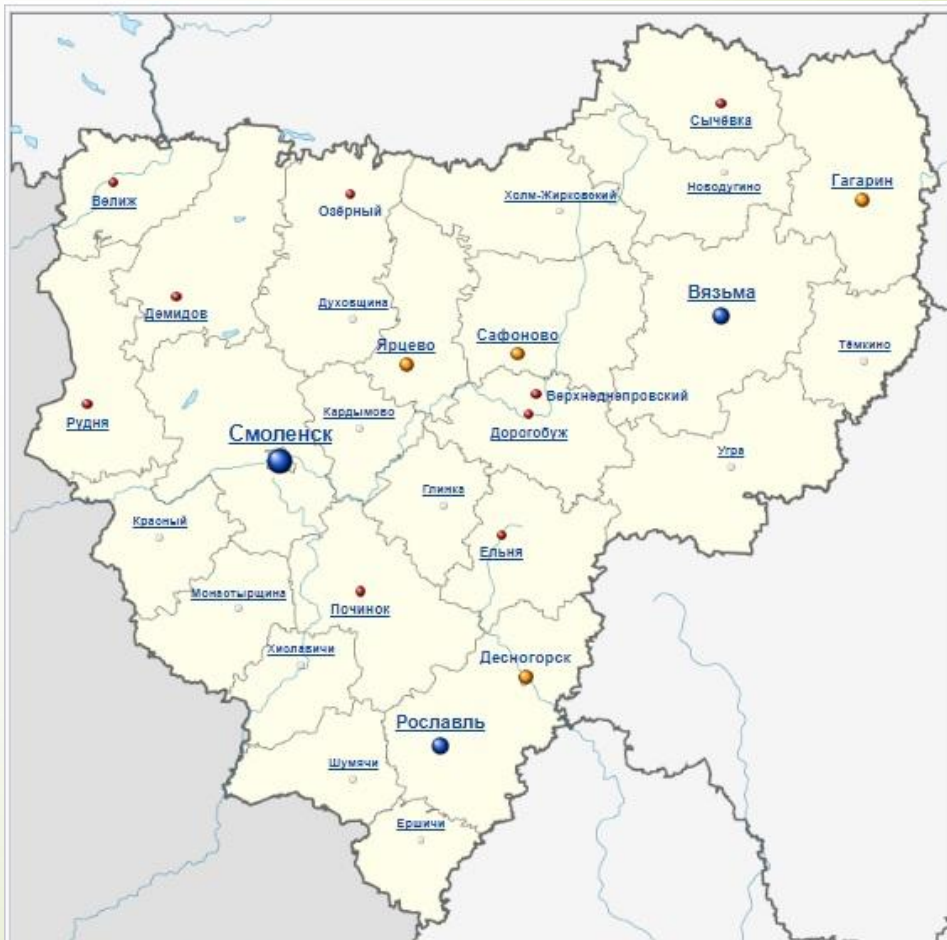 Сычёвка
Велиж
Озёрный
Холм-Жирковский
Новодугино
Гагарин
Демидов
Духовщина
Вязьма
Ярцево
Сафоново
Тёмкино
Рудня
Кардымово
Верхнеднепровский
Смоленск
Дорогобуж
Угра
Глинка
Красный
Ельня
Монастырщина
Починок
Хиславичи
Десногорск
Рославль
Шумячи
Ершичи